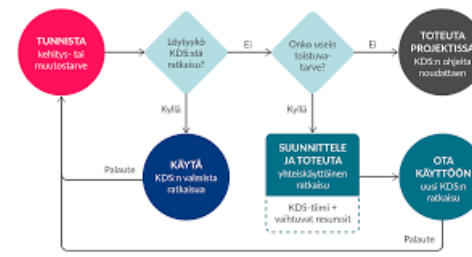 TUNNISTA
kehitys- tai
muutostarve
Löytyykö
KDS:stä
ratkaisu?
Ei
Onko usein
toistuva-
tarve?
Ei
TOTEUTA
PROJEKTISSA
KDS:n ohjeita
noudattaen
Kyllä
Kyllä
Palaute
KÄYTÄ
KDS:n valmista
ratkaisua
SUUNNITTELE
JA TOTEUTA
yhteiskäyttöinen
ratkaisu
KDS-tiimi +
vaihtuvat resurssit
OTA
KÄYTTÖÖN
uusi KDS:n
ratkaisu
Palaute